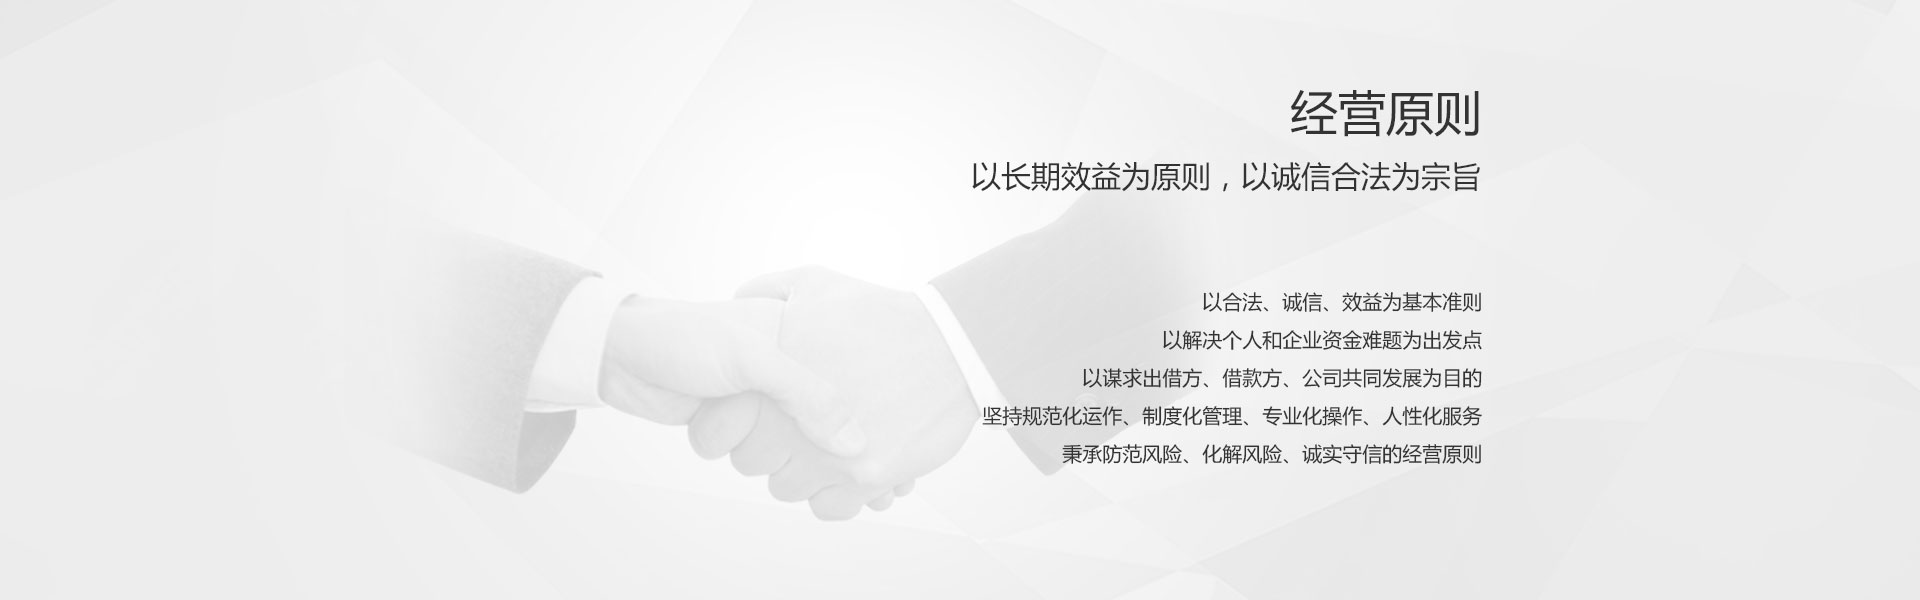 经营原则
以长期效益为原则，以诚信合法为宗旨
以合法、诚信、效益为基本准则
以解决个人和企业资金难题为出发点
以谋求出借方、借款方、公司共同发展为目的
坚持规范化运作、制度化管理、专业化操作、人性化服务
秉承防范风险、化解风险、诚实守信的经营原则